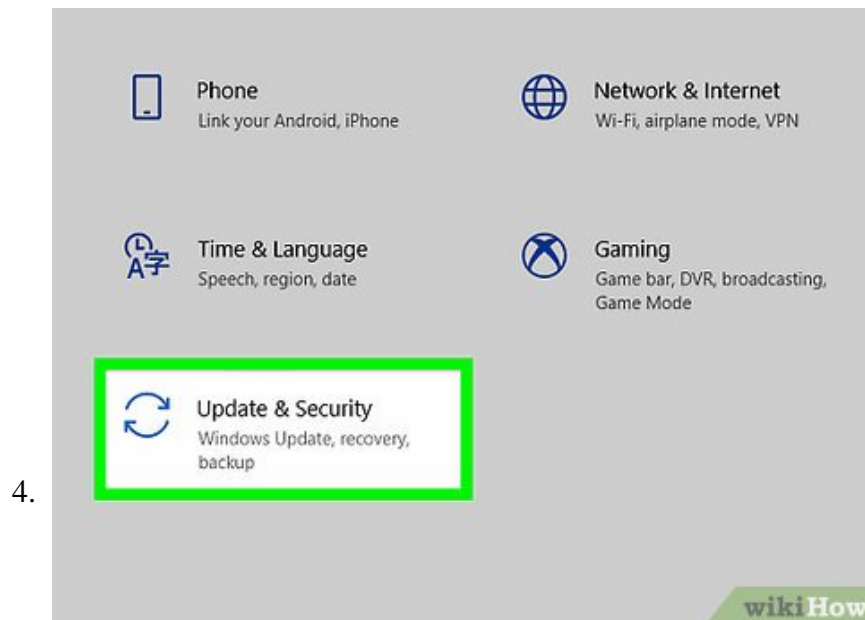 Phone
Link your Android, iPhone
Network & Internet
Wi-Fi, airplane mode, VPN
Time & Language
Speech, region, date
Gaming
Game bar, DVR, broadcasting,
Game Mode
Update & Security
Windows Update, recovery,
backup
4.
wikiHow